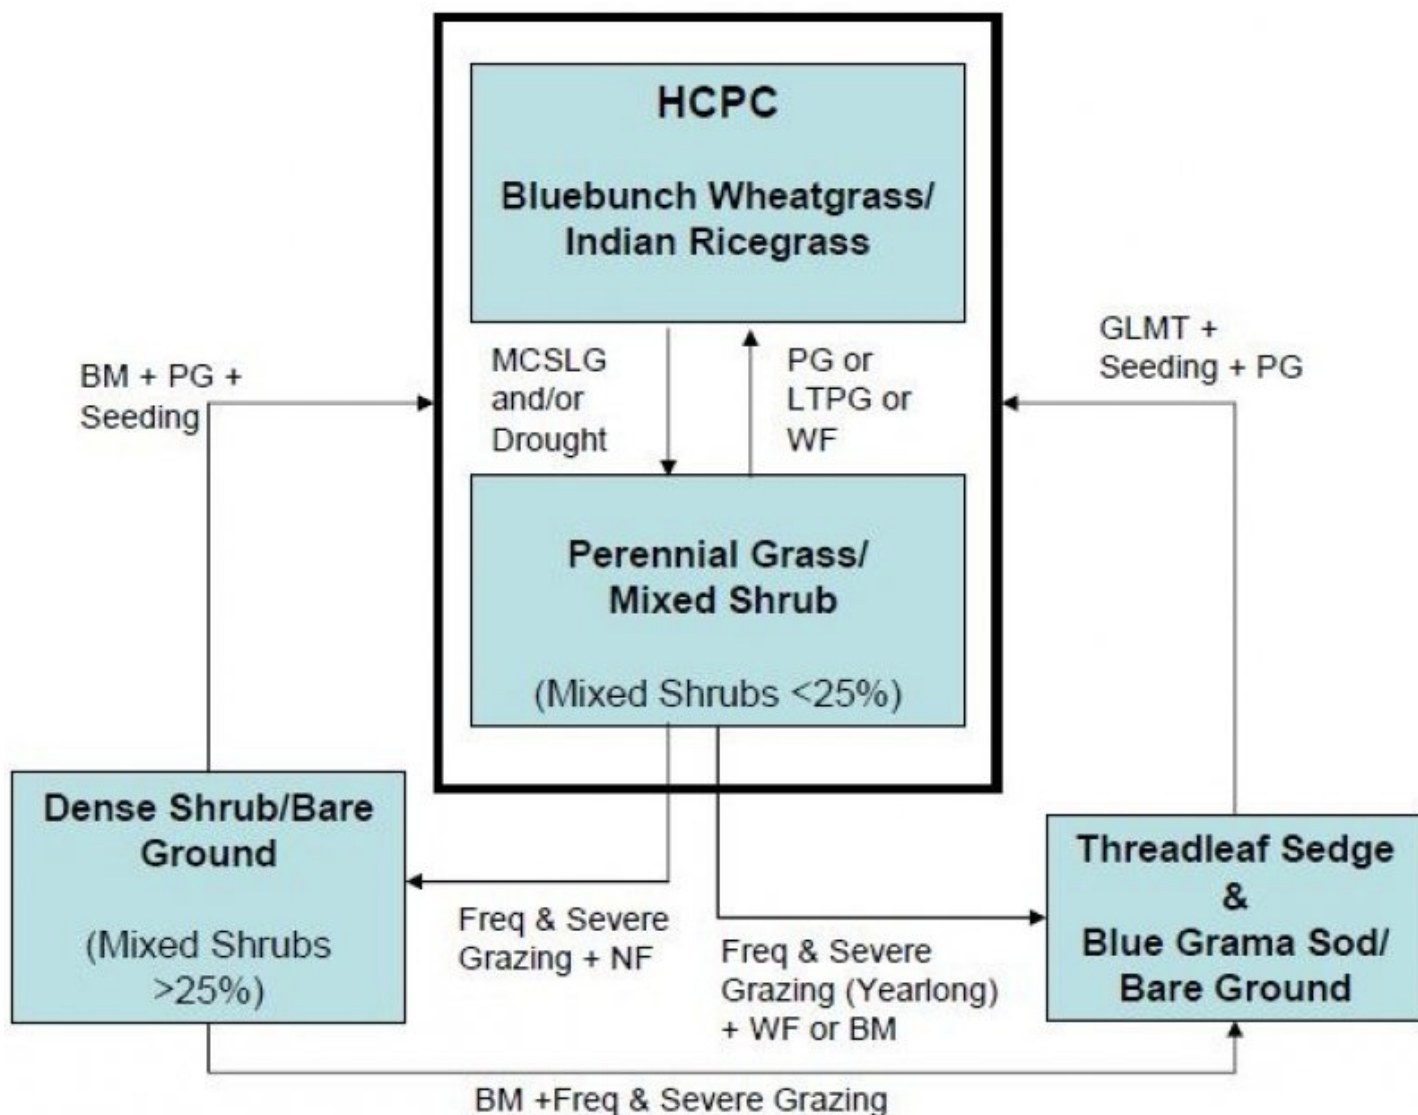 HCPC
Bluebunch Wheatgrass/
Indian Ricegrass
MCSLG
and/or
Drought
PG or
LTPG or
WF
GLMT +
Seeding + PG
BM + PG +
Seeding
Perennial Grass/
Mixed Shrub
(Mixed Shrubs <25%)
Dense Shrub/Bare
Ground
(Mixed Shrubs
>25%)
Freq & Severe
Grazing + NF
Freq & Severe
Grazing (Yearlong)
+ WF or BM
Threadleaf Sedge
&
Blue Grama Sod/
Bare Ground
BM +Freq & Severe Grazing